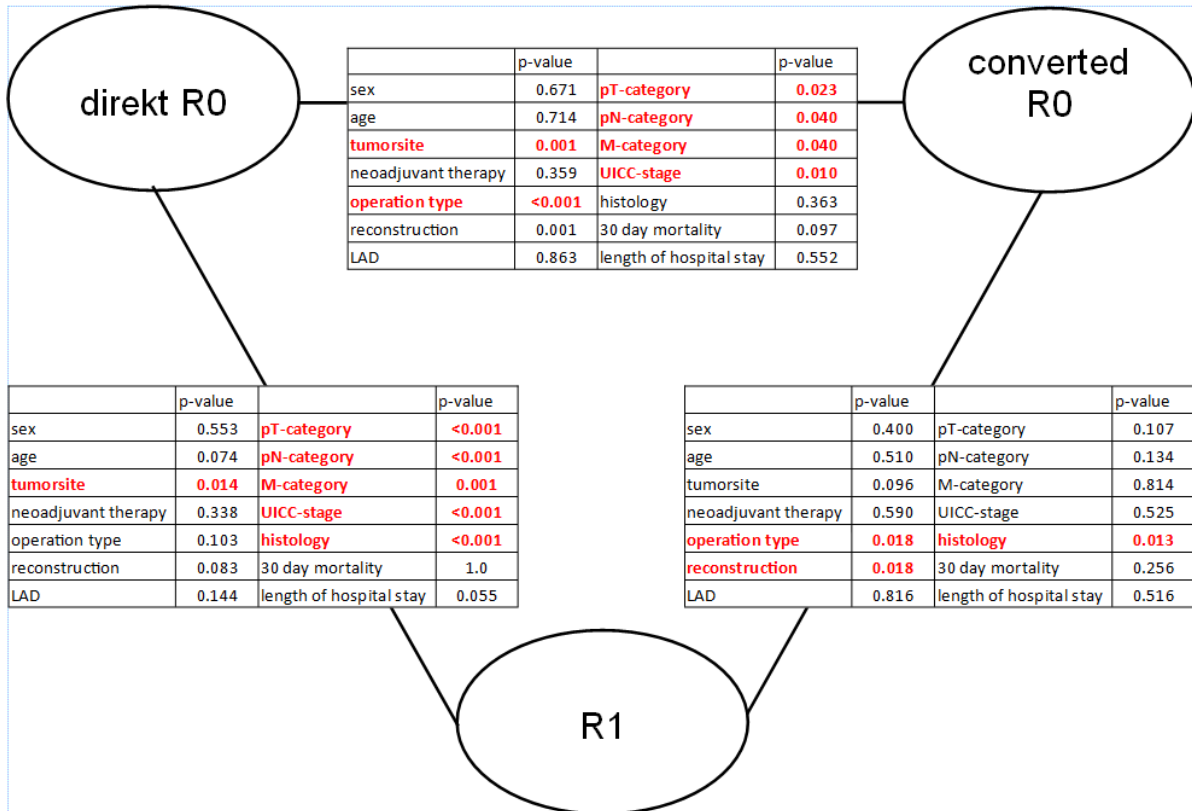 direkt R0
converted
R0
p-value p-value
sex 0.671 pT-category 0.023
age 0.714 pN-category 0.040
tumorsite 0.001 M-category 0.040
neoadjuvant therapy 0.359 UICC-stage 0.010
operation type <0.001 histology 0.363
reconstruction 0.001 30 day mortality 0.097
LAD 0.863 length of hospital stay 0.552
p-value p-value
sex 0.553 pT-category <0.001
age 0.074 pN-category <0.001
tumorsite 0.014 M-category 0.001
neoadjuvant therapy 0.338 UICC-stage <0.001
operation type 0.103 histology <0.001
reconstruction 0.083 30 day mortality 1.0
LAD 0.144 length of hospital stay 0.055
p-value p-value
sex 0.400 pT-category 0.107
age 0.510 pN-category 0.134
tumorsite 0.096 M-category 0.814
neoadjuvant therapy 0.590 UICC-stage 0.525
operation type 0.018 histology 0.013
reconstruction 0.018 30 day mortality 0.256
LAD 0.816 length of hospital stay 0.516
R1